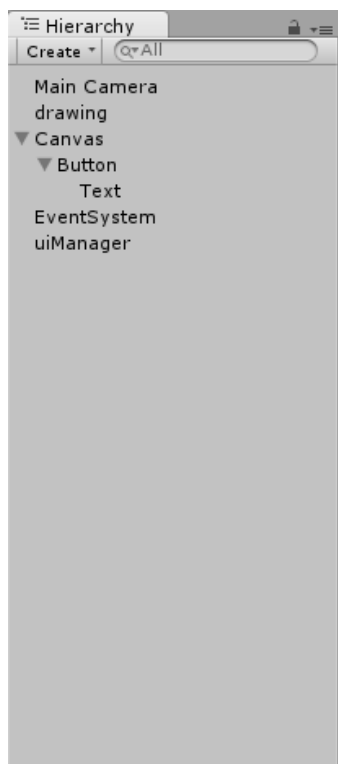 Hierarchy
Create All
Main Camera
drawing
Canvas
Button
Text
EventSystem
uiManager